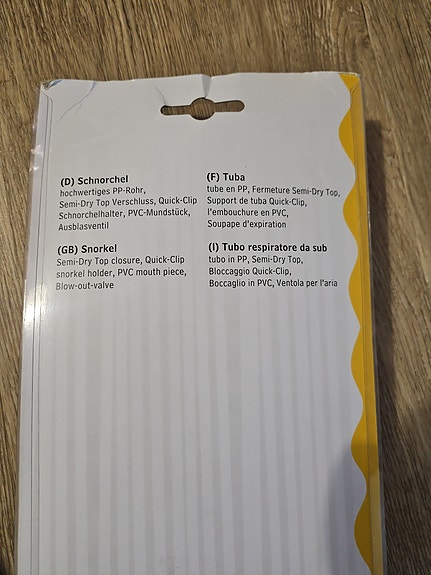 (D) Schnorchel
hochwertiges PP-Rohr,
Semi-Dry Top Verschluss, Quick-Clip
Schnorchelhalter, PVC-Mundstück,
Ausblasventil
(GB) Snorkel
Semi-Dry Top closure, Quick-Clip
snorkel holder, PVC mouth piece,
Blow-out-valve
(F) Tuba
tube en PP, Fermeture Semi-Dry Top,
Support de tuba Quick-Clip,
l'embouchure en PVC,
Soupape d'expiration
(I) Tubo respiratore da sub
tubo in PP, Semi-Dry Top,
Bloccaggio Quick-Clip,
Boccaglio in PVC, Ventola per l'aria